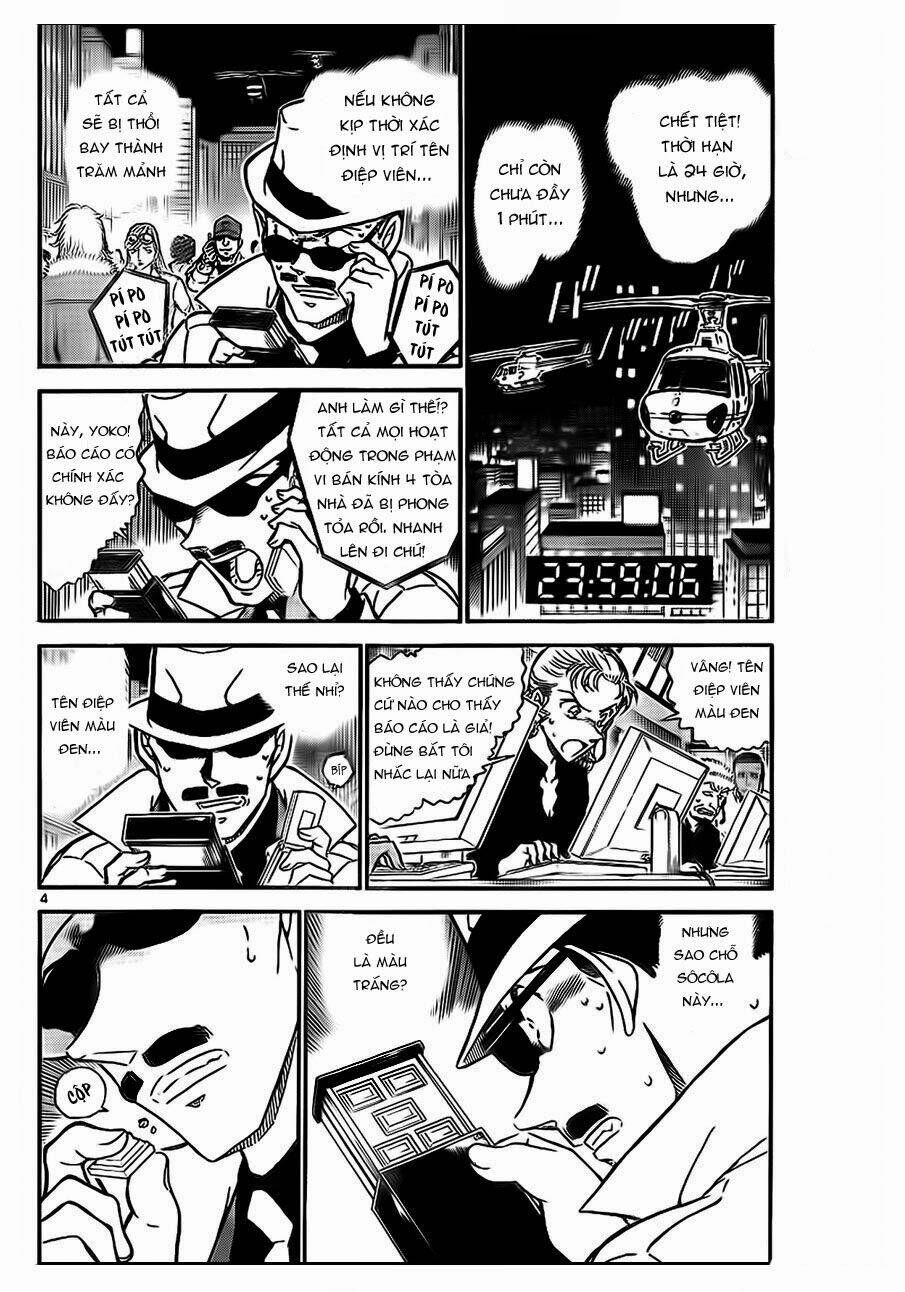 CHẾT TIỆT!
THỜI HẠN
LÀ 24 GIỜ,
NHƯNG...
CHỈ CÒN
CHƯA ĐẦY
1 PHÚT...
23:59:06
NẾU KHÔNG
KỊP THỜI XÁC
ĐỊNH VỊ TRÍ TÊN
ĐIỆP VIÊN...
TẤT CẢ
SẼ BỊ THỔI
BAY THÀNH
TRĂM MẢNH
PÍ PO
PÍ PO
TÚT TÚT
PÍ PO
PÍ PO
TÚT TÚT
ANH LÀM GÌ THẾ!?
TẤT CẢ MỌI HOẠT
ĐỘNG TRONG PHẠM
VI BÁN KÍNH 4 TÒA
NHÀ ĐÃ BỊ PHONG
TỎA RỒI. NHANH
LÊN ĐI CHỨ!
NÀY, YOKO!
BÁO CÁO CÓ
CHÍNH XÁC
KHÔNG ĐẤY?
VÂNG! TÊN
ĐIỆP VIÊN
MÀU ĐEN
KHÔNG THẤY CHỨNG
CỨ NÀO CHO THẤY
BÁO CÁO LÀ GIẢ!
ĐỪNG BẮT TÔI
NHẮC LẠI NỮA
SAO LẠI
THẾ NHỈ?
BÍP
TÊN ĐIỆP
VIÊN MÀU
ĐEN...
4
NHƯNG
SAO CHỖ
SÔCÔLA
NÀY...
ĐỀU
LÀ MÀU
TRẮNG?
CỘP